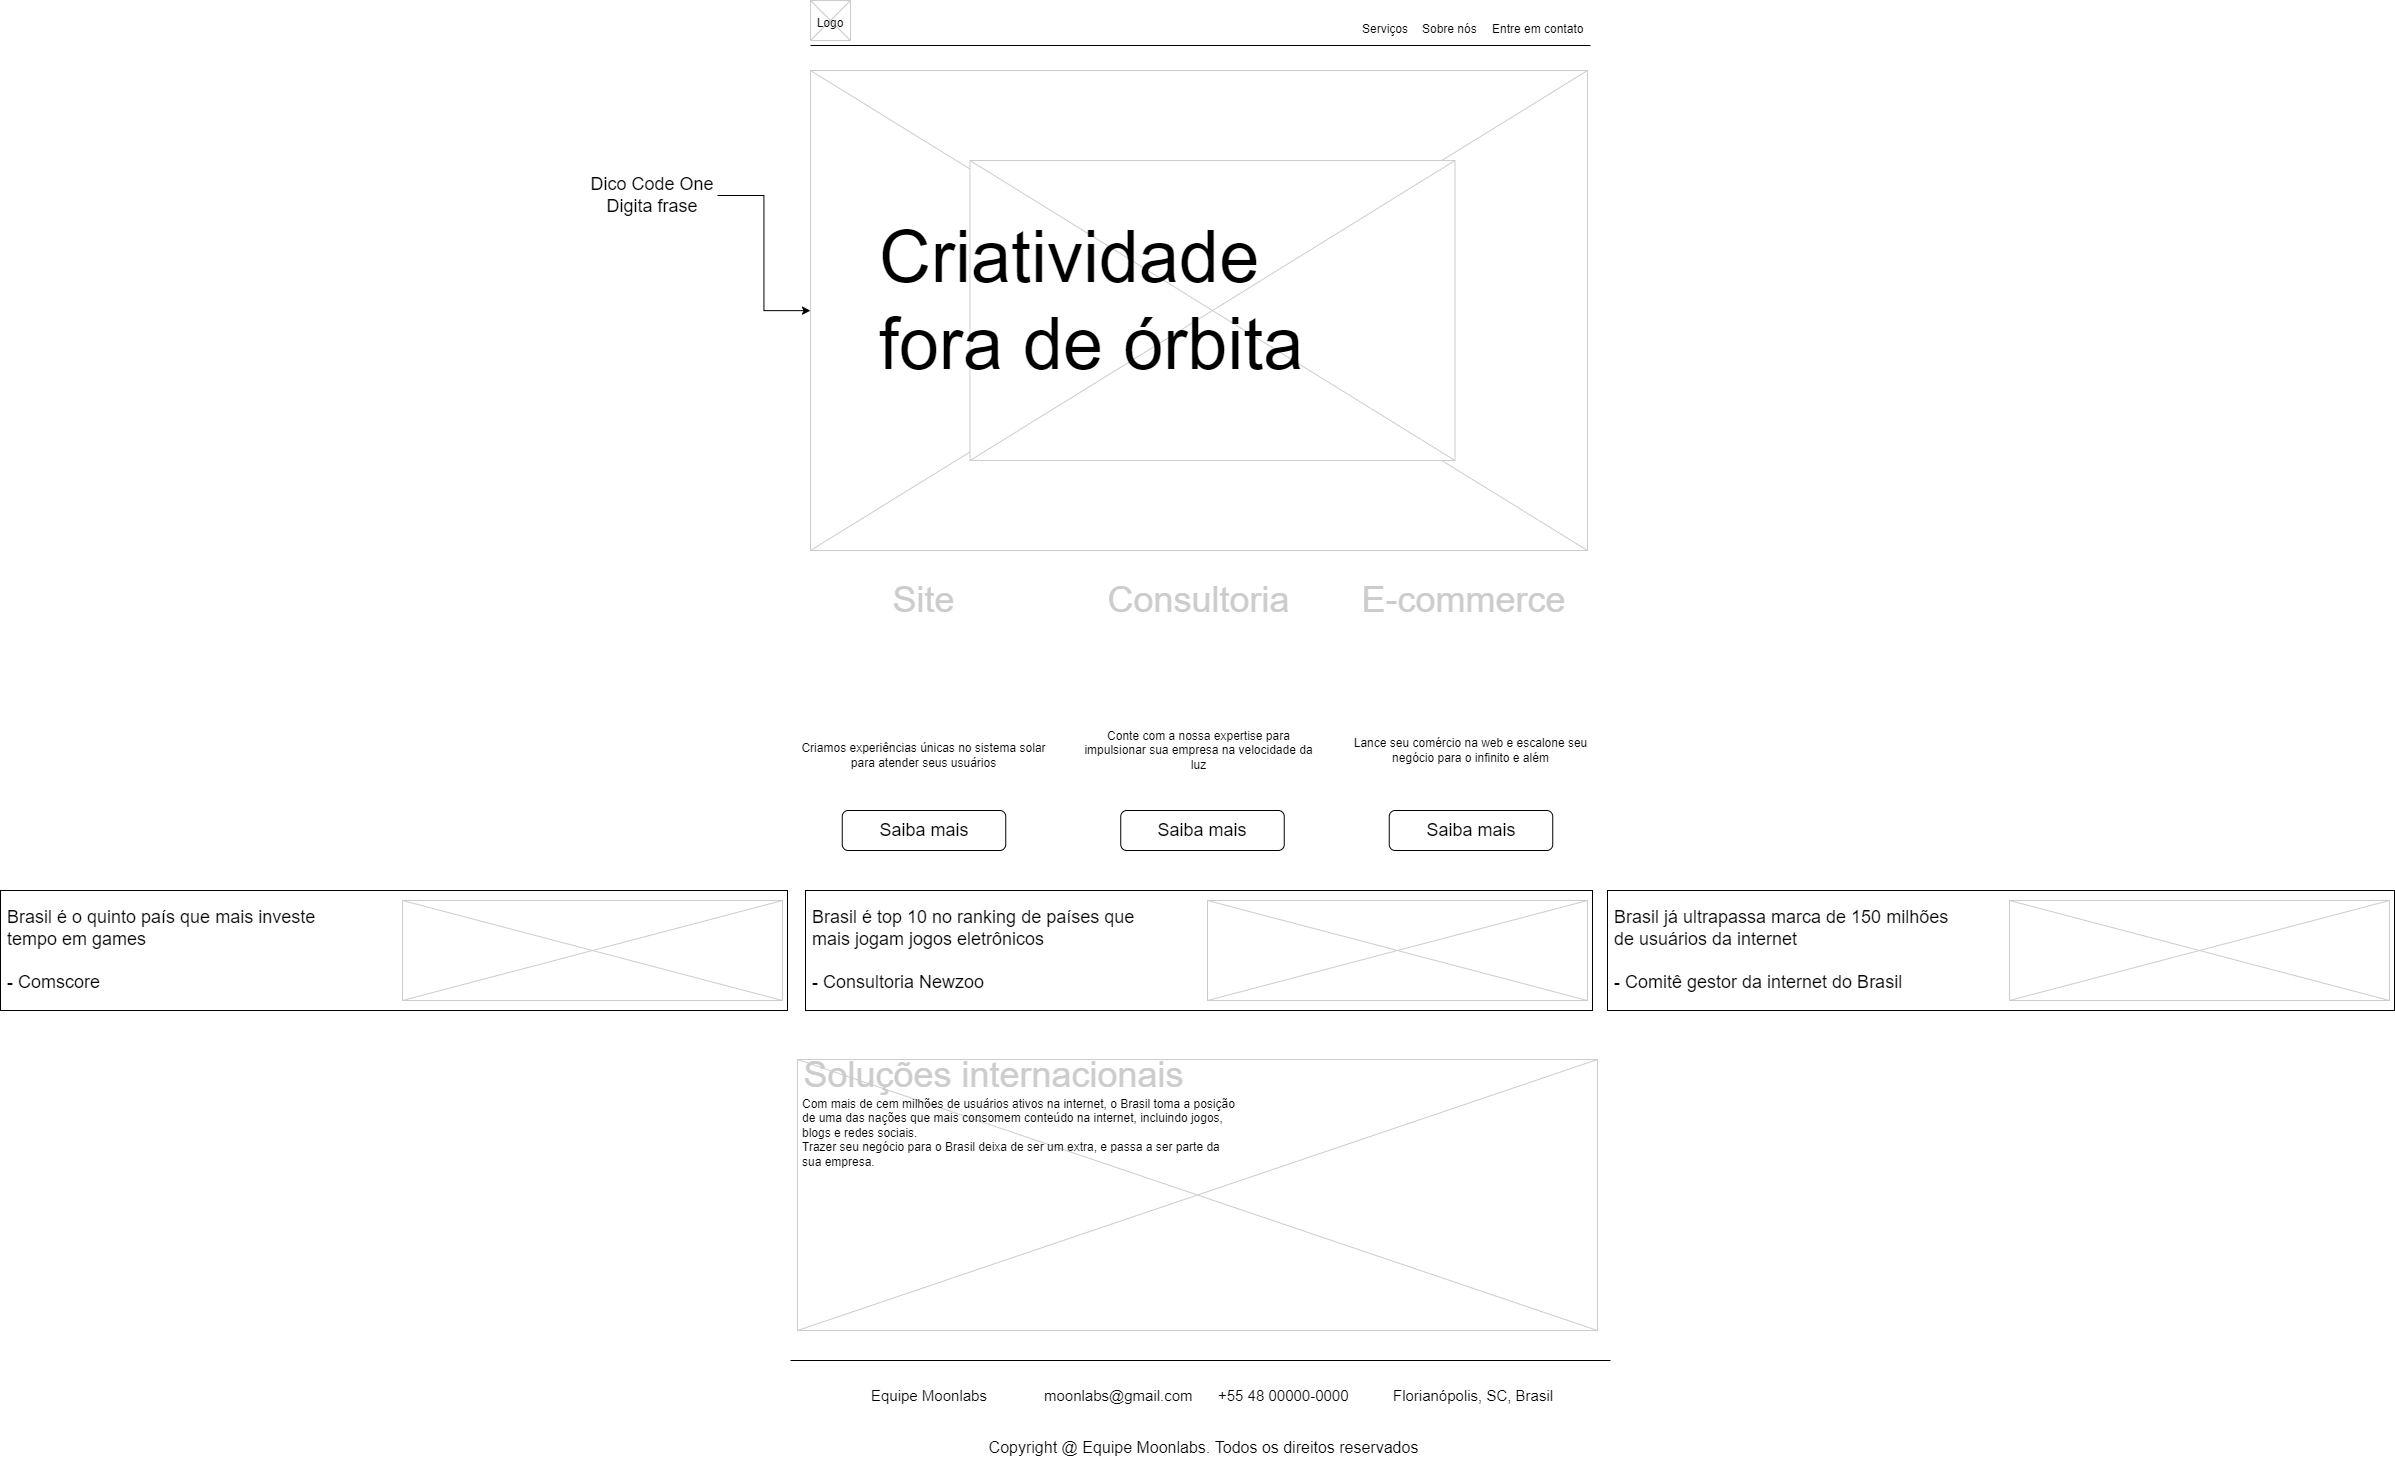 Logo
Serviços
Sobre nós
Entre em contato
Dico Code One
Digita frase
Criatividade
fora de órbita
Site
Consultoria
E-commerce
Criamos experiências únicas no sistema solar
para atender seus usuários
Conte com a nossa expertise para
impulsionar sua empresa na velocidade da
luz
Lance seu comércio na web e escalone seu
negócio para o infinito e além
Saiba mais
Saiba mais
Saiba mais
Brasil é o quinto país que mais investe
tempo em games
- Comscore
Brasil é top 10 no ranking de países que
mais jogam jogos eletrônicos
- Consultoria Newzoo
Brasil já ultrapassa marca de 150 milhões
de usuários da internet
- Comitê gestor da internet do Brasil
Soluções internacionais
Com mais de cem milhões de usuários ativos na internet, o Brasil toma a posição
de uma das nações que mais consomem conteúdo na internet, incluindo jogos,
blogs e redes sociais.
Trazer seu negócio para o Brasil deixa de ser um extra, e passa a ser parte da
sua empresa.
Equipe Moonlabs
moonlabs@gmail.com
+55 48 00000-0000
Florianópolis, SC, Brasil
Copyright @ Equipe Moonlabs. Todos os direitos reservados